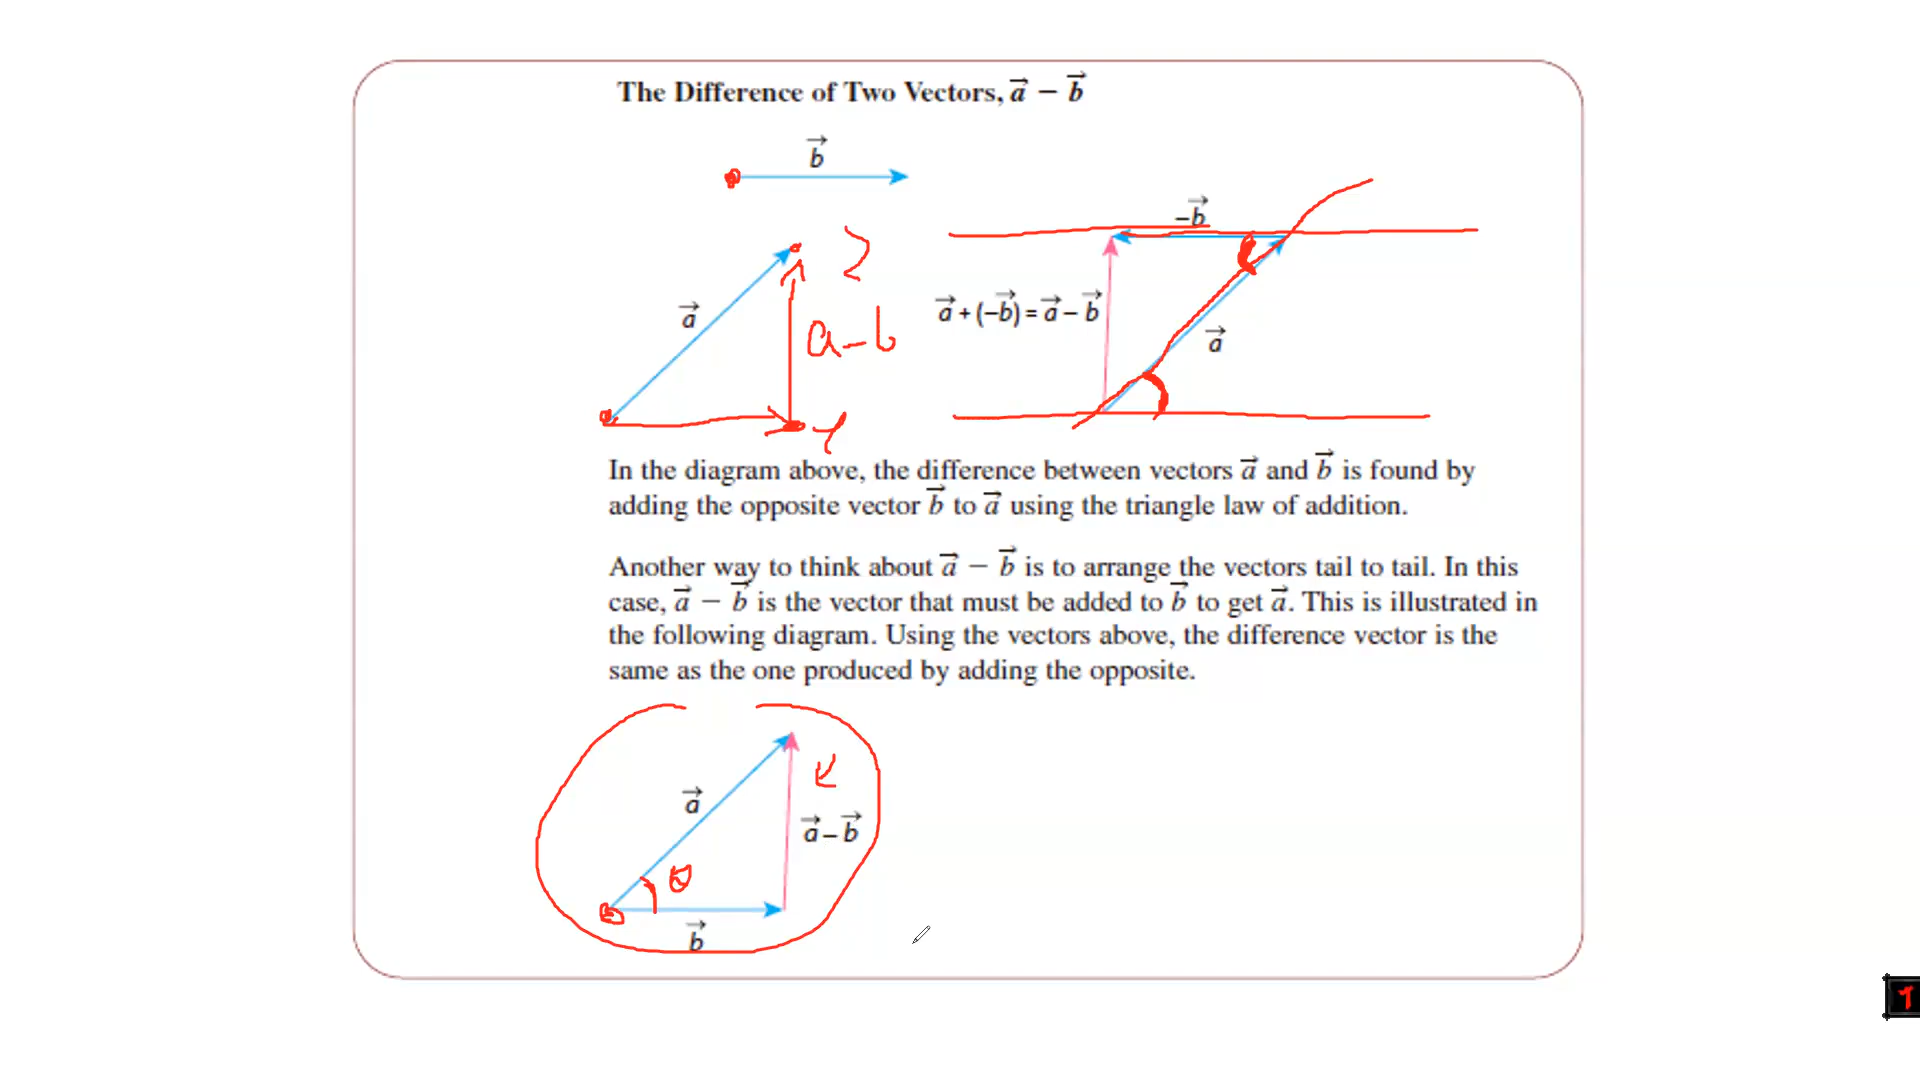 The Difference of Two Vectors, a⃗ − b⃗
b⃗
−b⃗
2
a⃗
a⃗ + (−b⃗) = a⃗ − b⃗
a − b
a⃗
In the diagram above, the difference between vectors a⃗ and b⃗ is found by
adding the opposite vector b⃗ to a⃗ using the triangle law of addition.
Another way to think about a⃗ − b⃗ is to arrange the vectors tail to tail. In this
case, a⃗ − b⃗ is the vector that must be added to b⃗ to get a⃗. This is illustrated in
the following diagram. Using the vectors above, the difference vector is the
same as the one produced by adding the opposite.
a⃗
a⃗ − b⃗
θ
b⃗
1